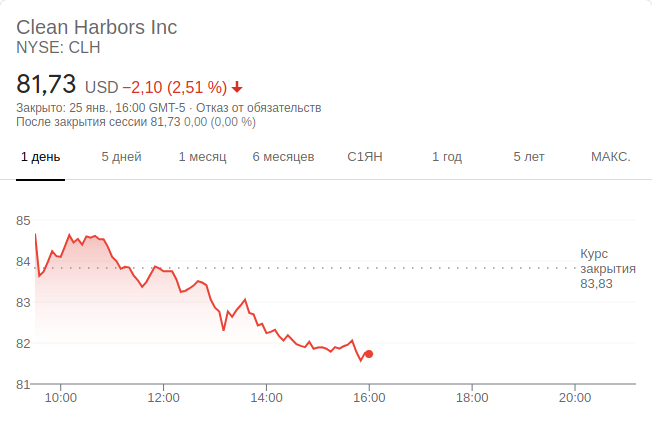 Clean Harbors Inc
NYSE: CLH
81,73 USD −2,10 (2,51 %)
Закрыто: 25 янв., 16:00 GMT-5 · Отказ от обязательств
После закрытия сессии 81,73 0,00 (0,00 %)
1 день 5 дней 1 месяц 6 месяцев С1ЯН 1 год 5 лет МАКС.
85
84
83
82
81
Курс
закрытия
83,83
10:00 12:00 14:00 16:00 18:00 20:00